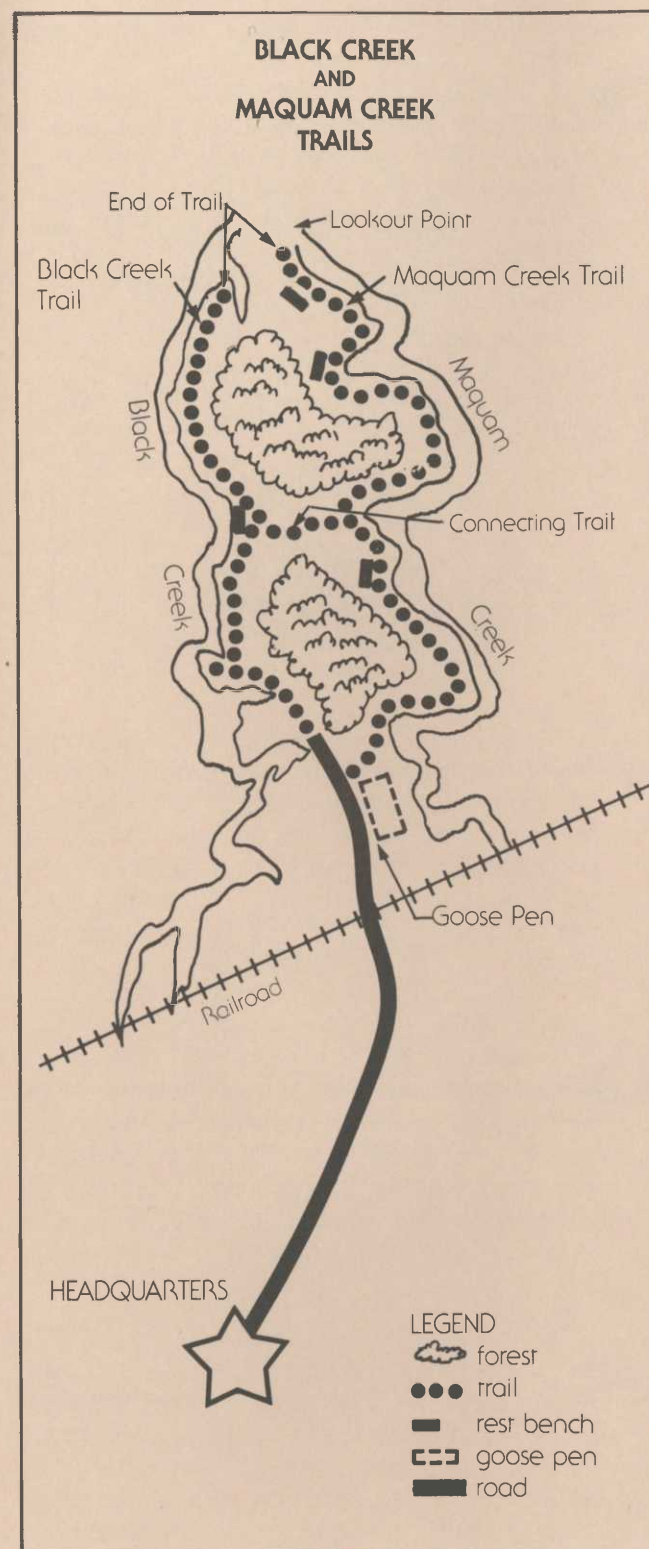 BLACK CREEK
AND
MAQUAM CREEK
TRAILS
End of Trail
Lookout Point
Black Creek
Trail
Maquam Creek Trail
Black
Maquam
Connecting Trail
Creek
Creek
Goose Pen
Railroad
HEADQUARTERS
LEGEND
forest
trail
rest bench
goose pen
road